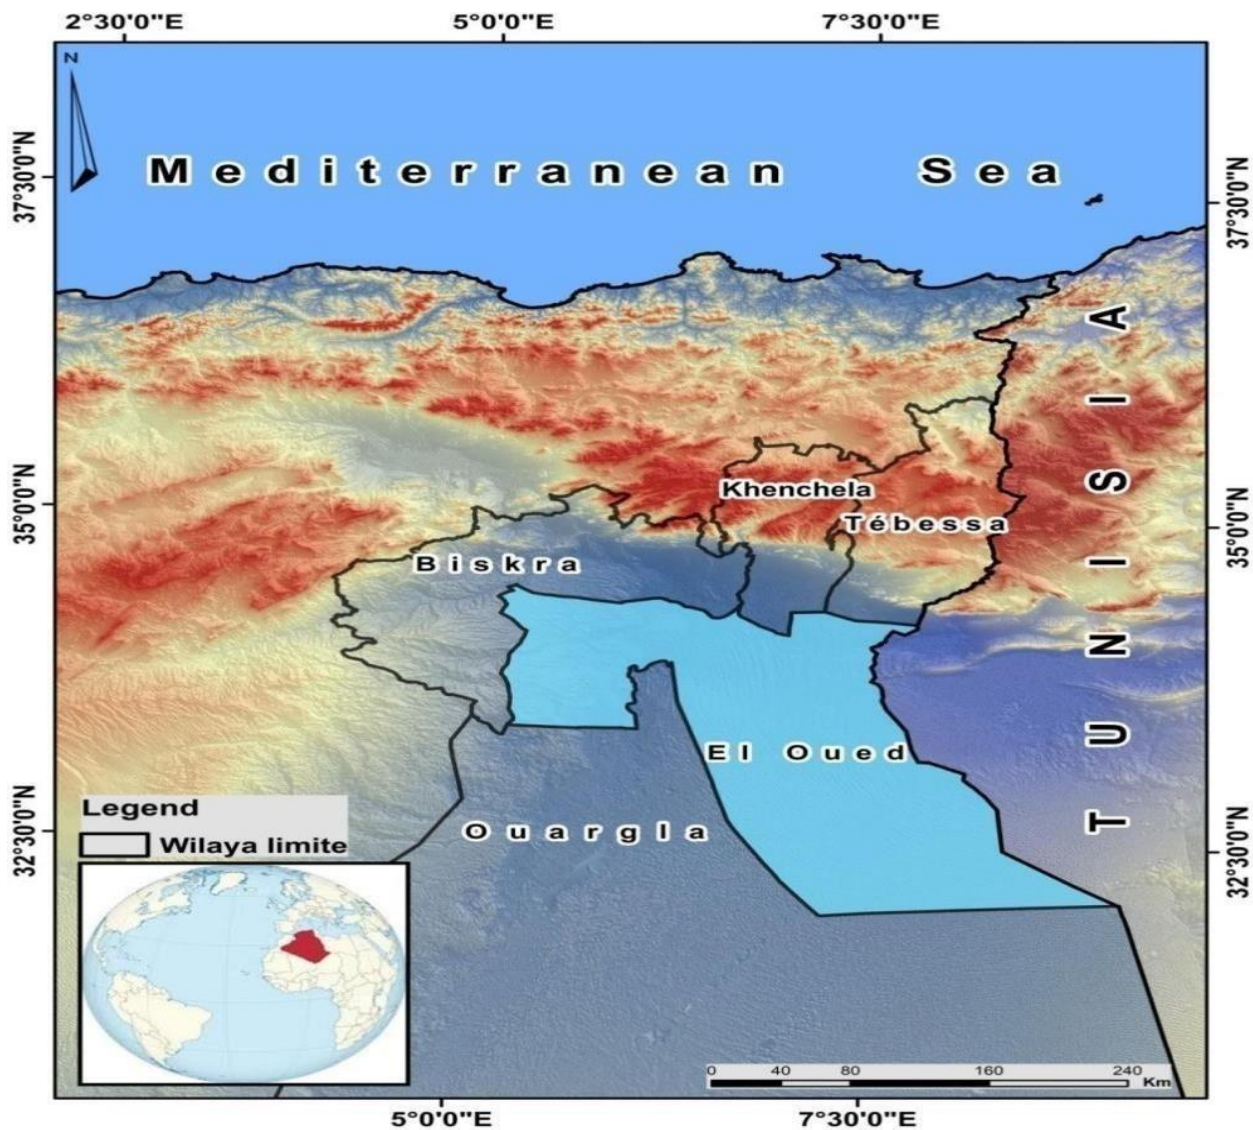 2°30'0"E 5°0'0"E 7°30'0"E
N
Mediterranean Sea
37°30'0"N
37°30'0"N
35°0'0"N
35°0'0"N
32°30'0"N
32°30'0"N
Khenchela
Tébessa
Biskra
El Oued
Ouargla
TUNISIA
Legend
Wilaya limite
0 40 80 160 240
Km
5°0'0"E 7°30'0"E